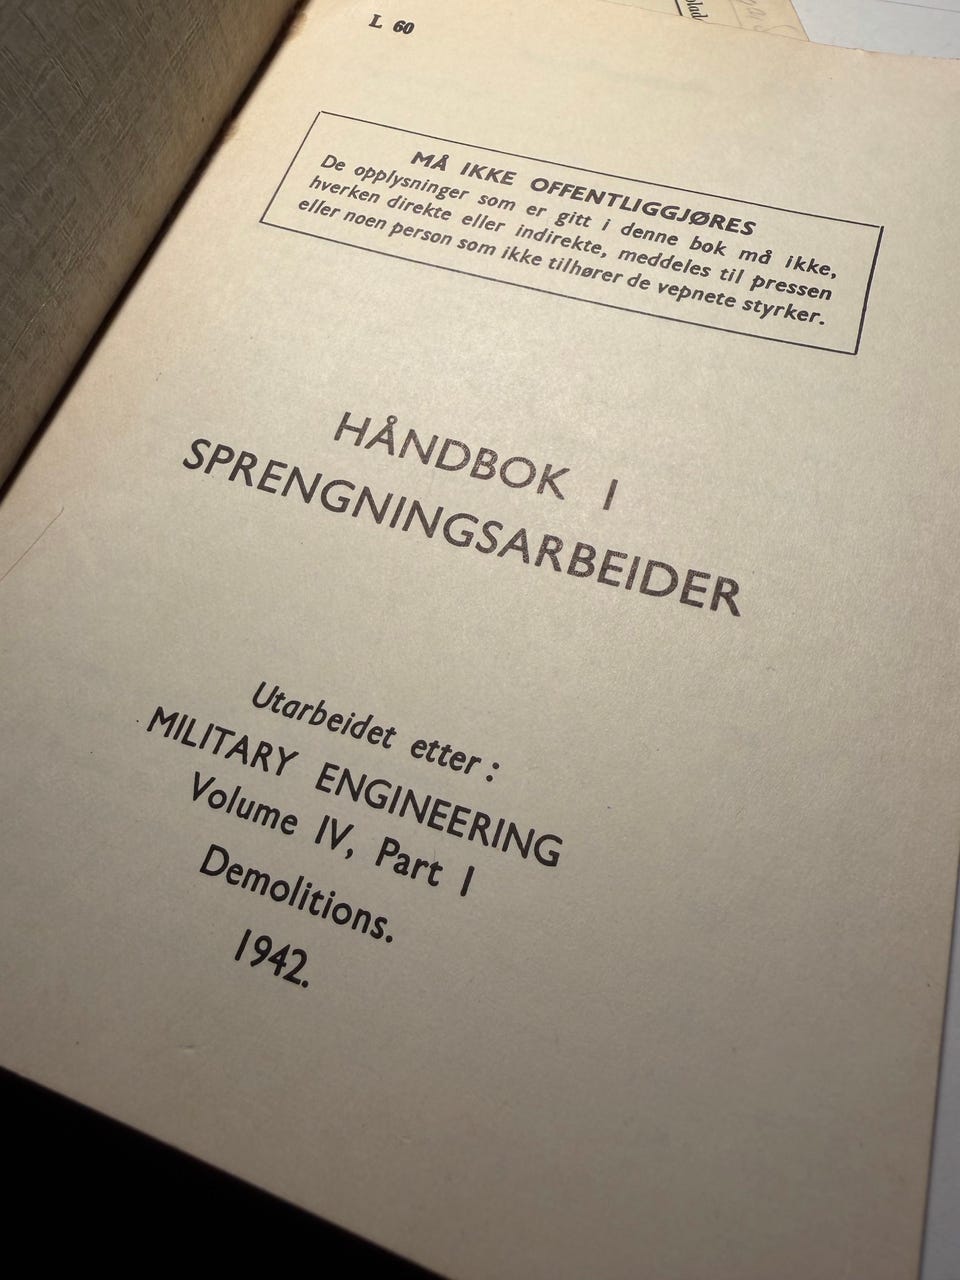 L 60
MÅ IKKE OFFENTLIGGJØRES
De opplysninger som er gitt i denne bok må ikke,
hverken direkte eller indirekte, meddeles til pressen
eller noen person som ikke tilhører de vepnete styrker.
HÅNDBOK I
SPRENGNINGSARBEIDER
Utarbeidet etter:
MILITARY ENGINEERING
Volume IV, Part I
Demolitions.
1942.